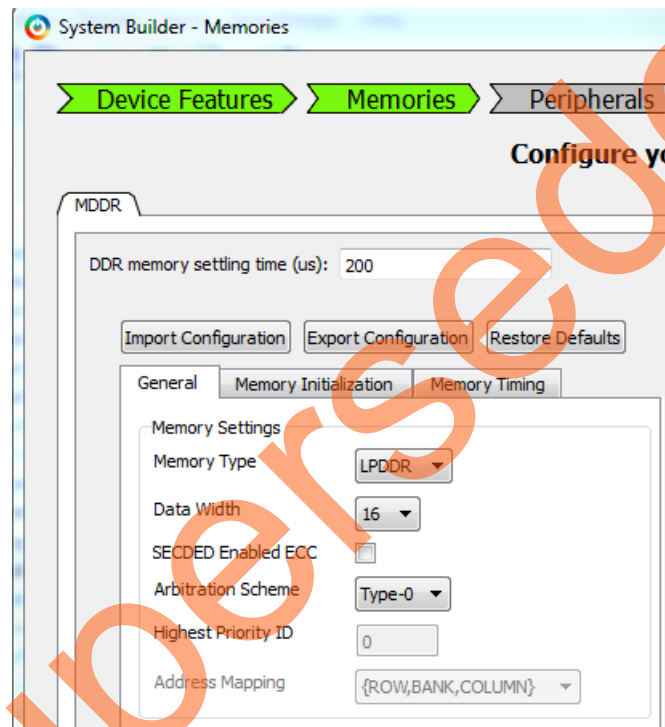 System Builder - Memories
Device Features Memories Peripherals
Configure yo
MDDR
DDR memory settling time (us): 200
Import Configuration Export Configuration Restore Defaults
General Memory Initialization Memory Timing
Memory Settings
Memory Type LPDDR
Data Width 16
SECDED Enabled ECC
Arbitration Scheme Type-0
Highest Priority ID 0
Address Mapping {ROW,BANK,COLUMN}
persed